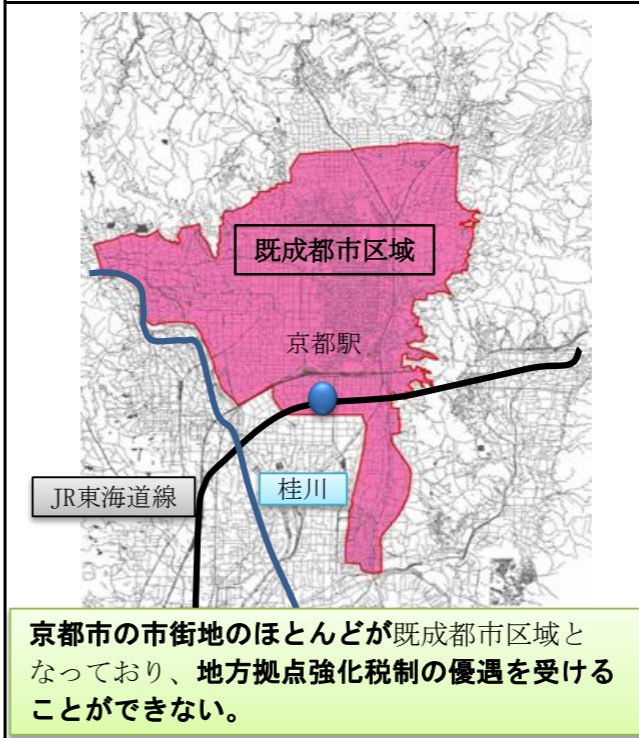 既成都市区域
京都駅
JR東海道線
桂川
京都市の市街地のほとんどが既成都市区域と
なっており、地方拠点強化税制の優遇を受ける
ことができない。